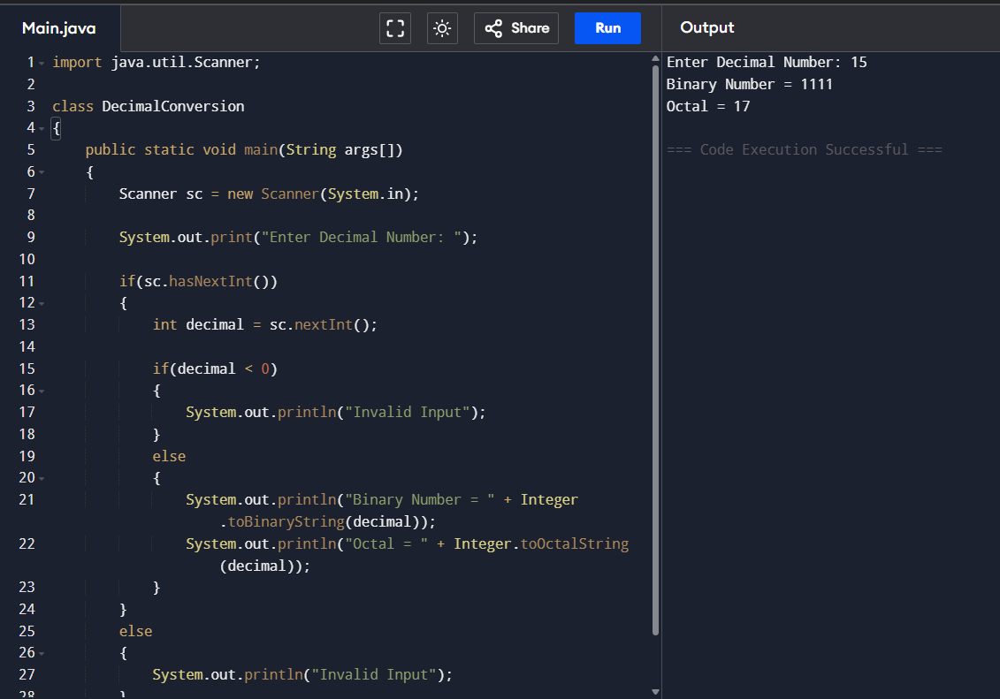 Main.java
Share
Run
Output
1 import java.util.Scanner;
2
3 class DecimalConversion
4 {
5 public static void main(String args[])
6 {
7 Scanner sc = new Scanner(System.in);
8
9 System.out.print("Enter Decimal Number: ");
10
11 if(sc.hasNextInt())
12 {
13 int decimal = sc.nextInt();
14
15 if(decimal < 0)
16 {
17 System.out.println("Invalid Input");
18 }
19 else
20 {
21 System.out.println("Binary Number = " + Integer
.toBinaryString(decimal));
22 System.out.println("Octal = " + Integer.toOctalString
(decimal));
23 }
24 }
25 else
26 {
27 System.out.println("Invalid Input");
28 }
Enter Decimal Number: 15
Binary Number = 1111
Octal = 17
=== Code Execution Successful ===